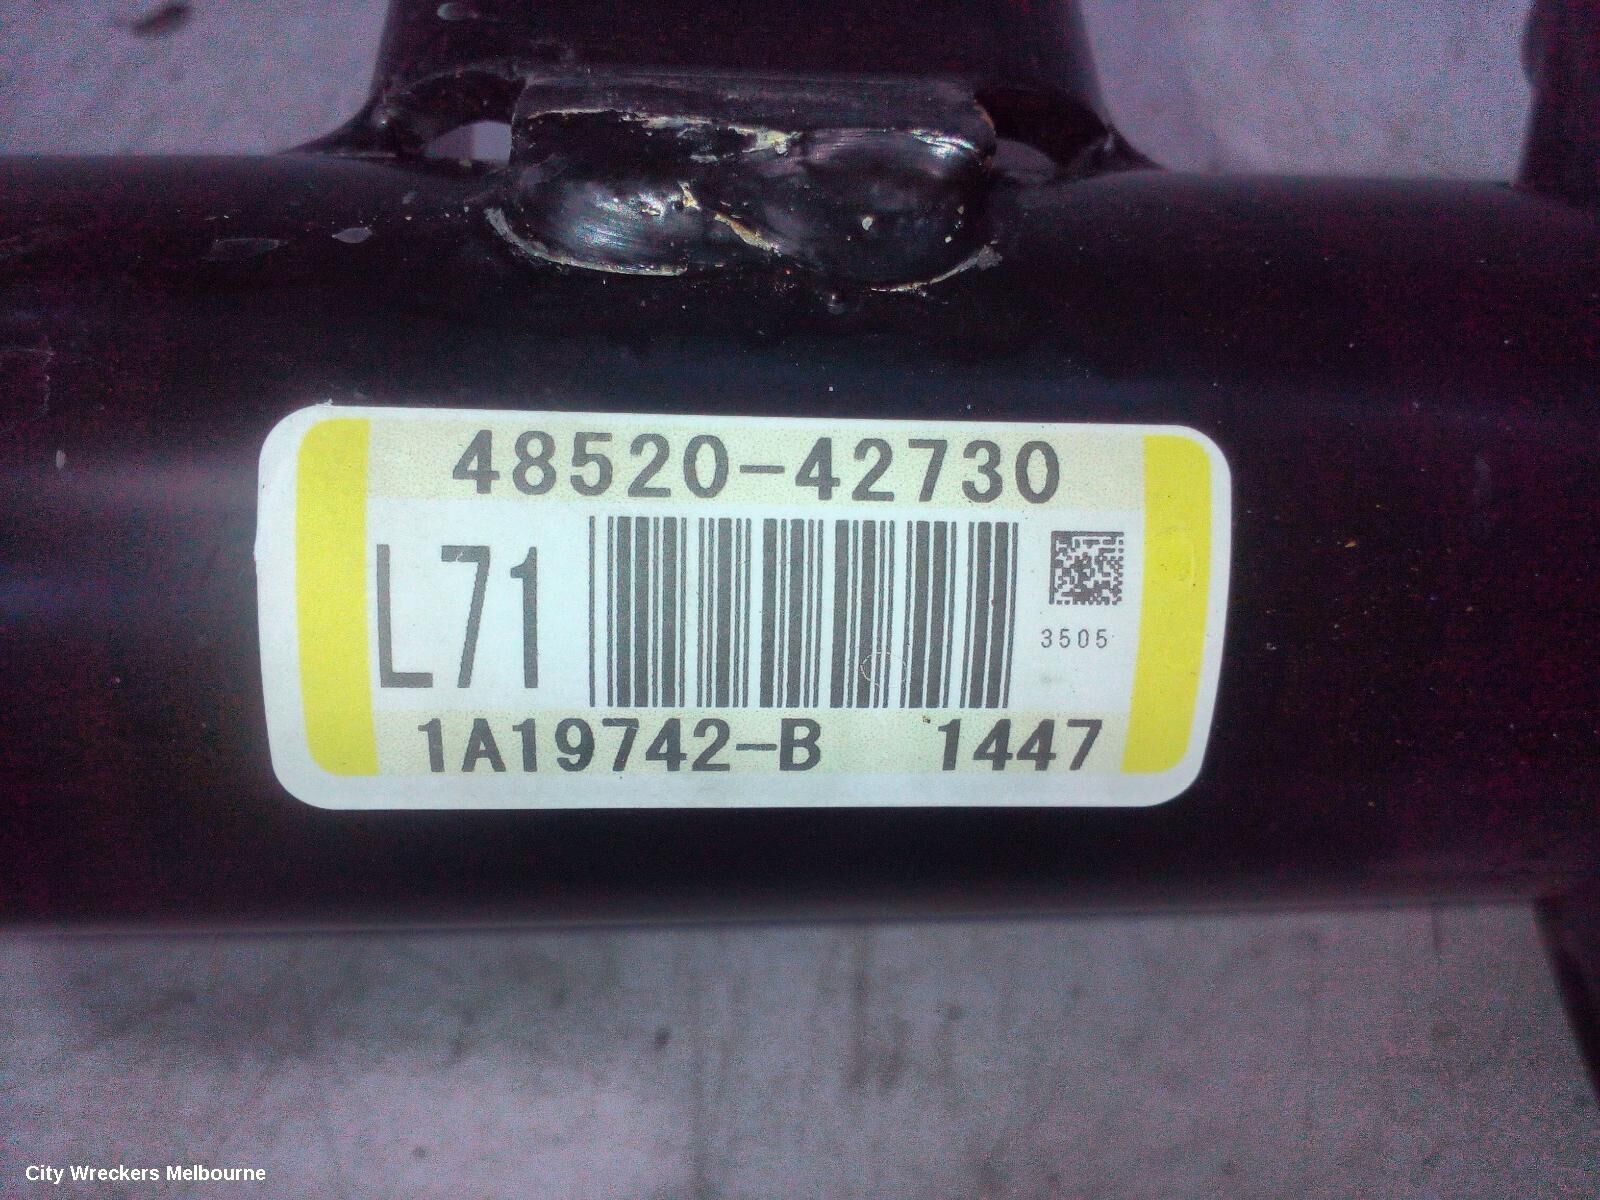 48520-42730
L71
3505
1A19742-B 1447
City Wreckers Melbourne